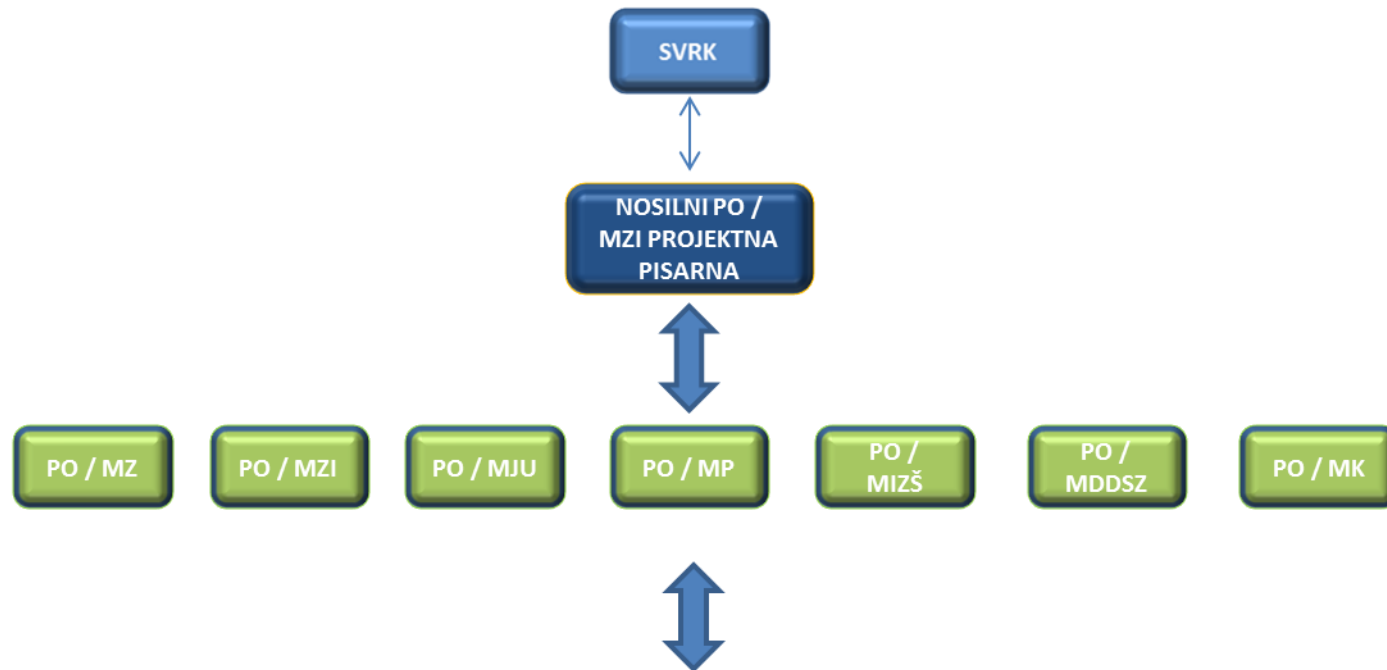 SVRK
NOSILNI PO /
MZI PROJEKTNA
PISARNA
PO / MZ
PO / MZI
PO / MJU
PO / MP
PO /
MIZŠ
PO /
MDDSZ
PO / MK